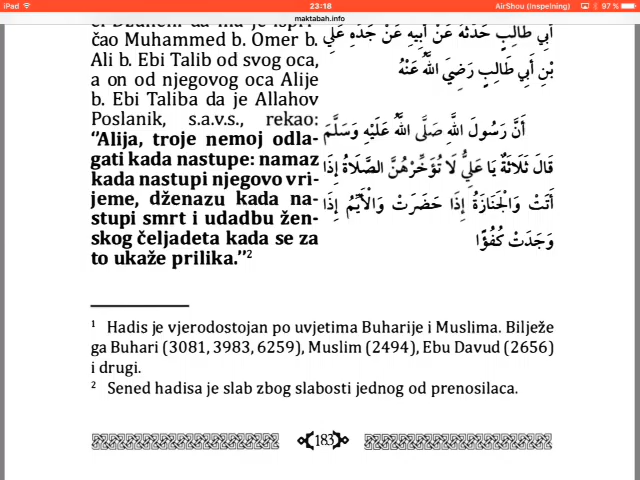 iPad
23:18
AirShou (Inspelning)
97 %
maktabah.info
čao Muhammed b. Omer b.
Ali b. Ebi Talib od svog oca,
a on od njegovog oca Alije
b. Ebi Taliba da je Allahov
Poslanik, s.a.v.s., rekao:
“Alija, troje nemoj odla-
gati kada nastupe: namaz
kada nastupi njegovo vri-
jeme, dženazu kada na-
stupi smrt i udadbu žen-
skog čeljadeta kada se za
to ukaže prilika.”2
أَبِي طَالِبٍ حَدَّثَهُ عَنْ أَبِيهِ عَنْ جَدِّهِ عَلِي
بْنِ أَبِي طَالِبٍ رَضِيَ اللَّهُ عَنْهُ
أَنَّ رَسُولَ اللَّهِ صَلَّى اللَّهُ عَلَيْهِ وَسَلَّمَ
قَالَ ثَلَاثَةٌ يَا عَلِيُّ لَا تُؤَخِّرْهُنَّ الصَّلَاةُ إِذَا
أَتَتْ وَالْجَنَازَةُ إِذَا حَضَرَتْ وَالْأَيِّمُ إِذَا
وَجَدَتْ كُفُؤًا
1 Hadis je vjerodostojan po uvjetima Buharije i Muslima. Bilježe
ga Buhari (3081, 3983, 6259), Muslim (2494), Ebu Davud (2656)
i drugi.
2 Sened hadisa je slab zbog slabosti jednog od prenosilaca.
183